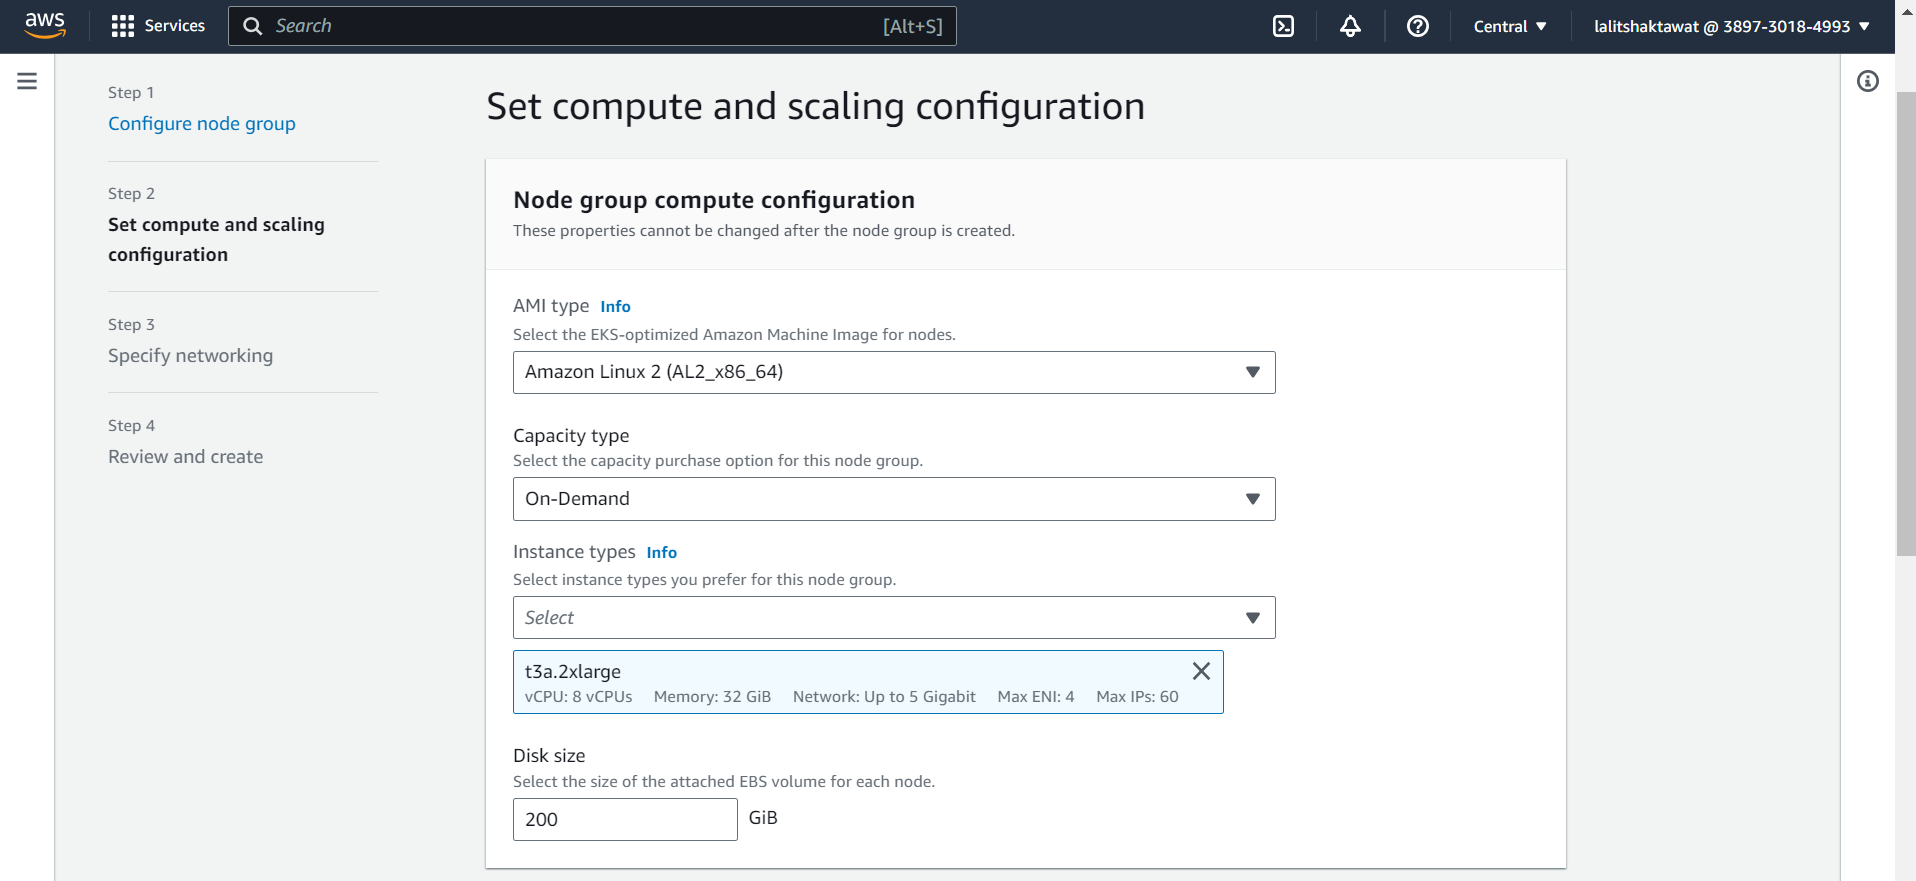 aws
Services
Search
[Alt+S]
Central
lalitshaktawat @ 3897-3018-4993
Step 1
Configure node group
Step 2
Set compute and scaling
configuration
Step 3
Specify networking
Step 4
Review and create
Set compute and scaling configuration
Node group compute configuration
These properties cannot be changed after the node group is created.
AMI type Info
Select the EKS-optimized Amazon Machine Image for nodes.
Amazon Linux 2 (AL2_x86_64)
Capacity type
Select the capacity purchase option for this node group.
On-Demand
Instance types Info
Select instance types you prefer for this node group.
Select
t3a.2xlarge
vCPU: 8 vCPUs Memory: 32 GiB Network: Up to 5 Gigabit Max ENI: 4 Max IPs: 60
Disk size
Select the size of the attached EBS volume for each node.
200 GiB